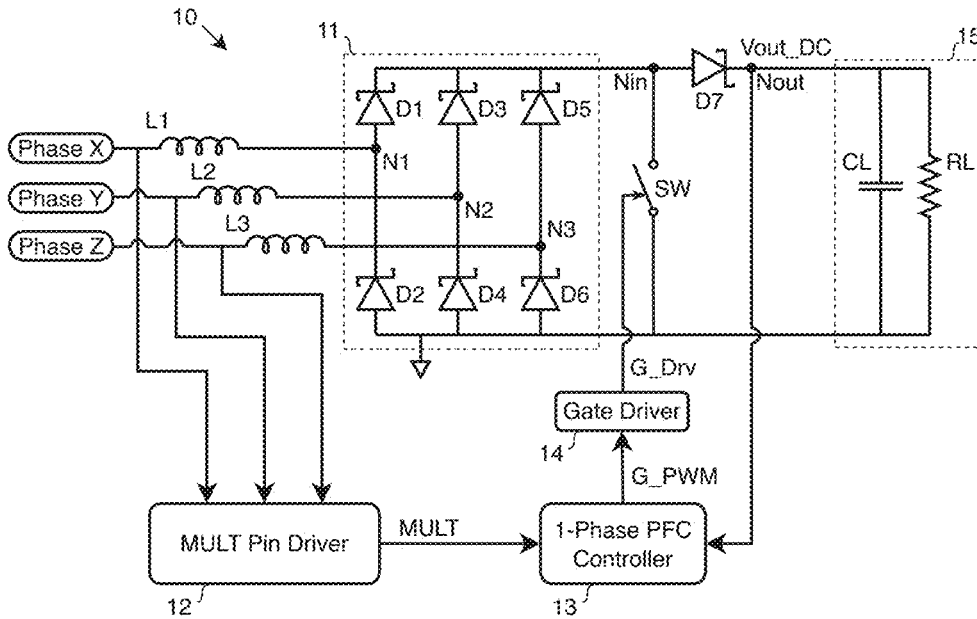 10
11
15
Vout_DC
Nin
D7
Nout
D1
D3
D5
L1
Phase X
N1
CL
RL
L2
SW
Phase Y
N2
L3
N3
Phase Z
D2
D4
D6
G_Drv
Gate Driver
14
G_PWM
MULT Pin Driver
MULT
1-Phase PFC
Controller
12
13